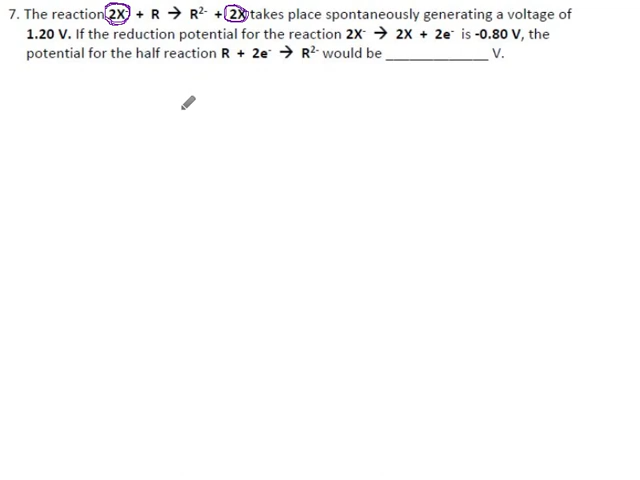 7. The reaction 2X⁻ + R → R²⁻ + 2X takes place spontaneously generating a voltage of
1.20 V. If the reduction potential for the reaction 2X⁻ → 2X + 2e⁻ is -0.80 V, the
potential for the half reaction R + 2e⁻ → R²⁻ would be ______________ V.